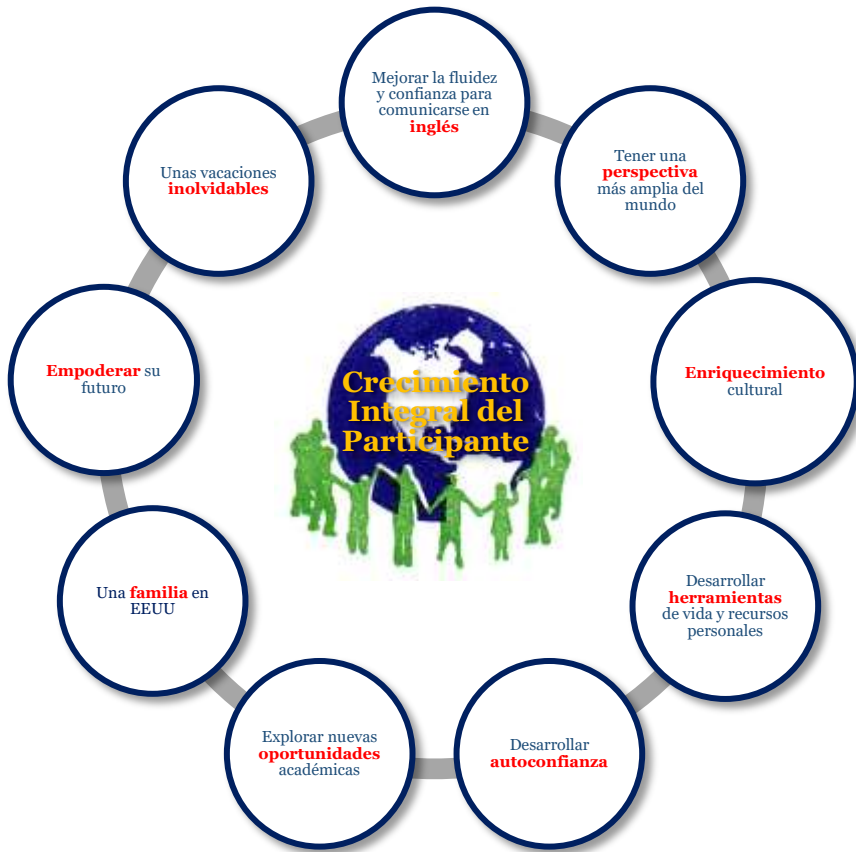 Mejorar la fluidez
y confianza para
comunicarse en
inglés
Tener una
perspectiva
más amplia del
mundo
Enriquecimiento
cultural
Desarrollar
herramientas
de vida y recursos
personales
Desarrollar
autoconfianza
Explorar nuevas
oportunidades
académicas
Una familia en
EEUU
Empoderar su
futuro
Unas vacaciones
inolvidables
Crecimiento
Integral del
Participante